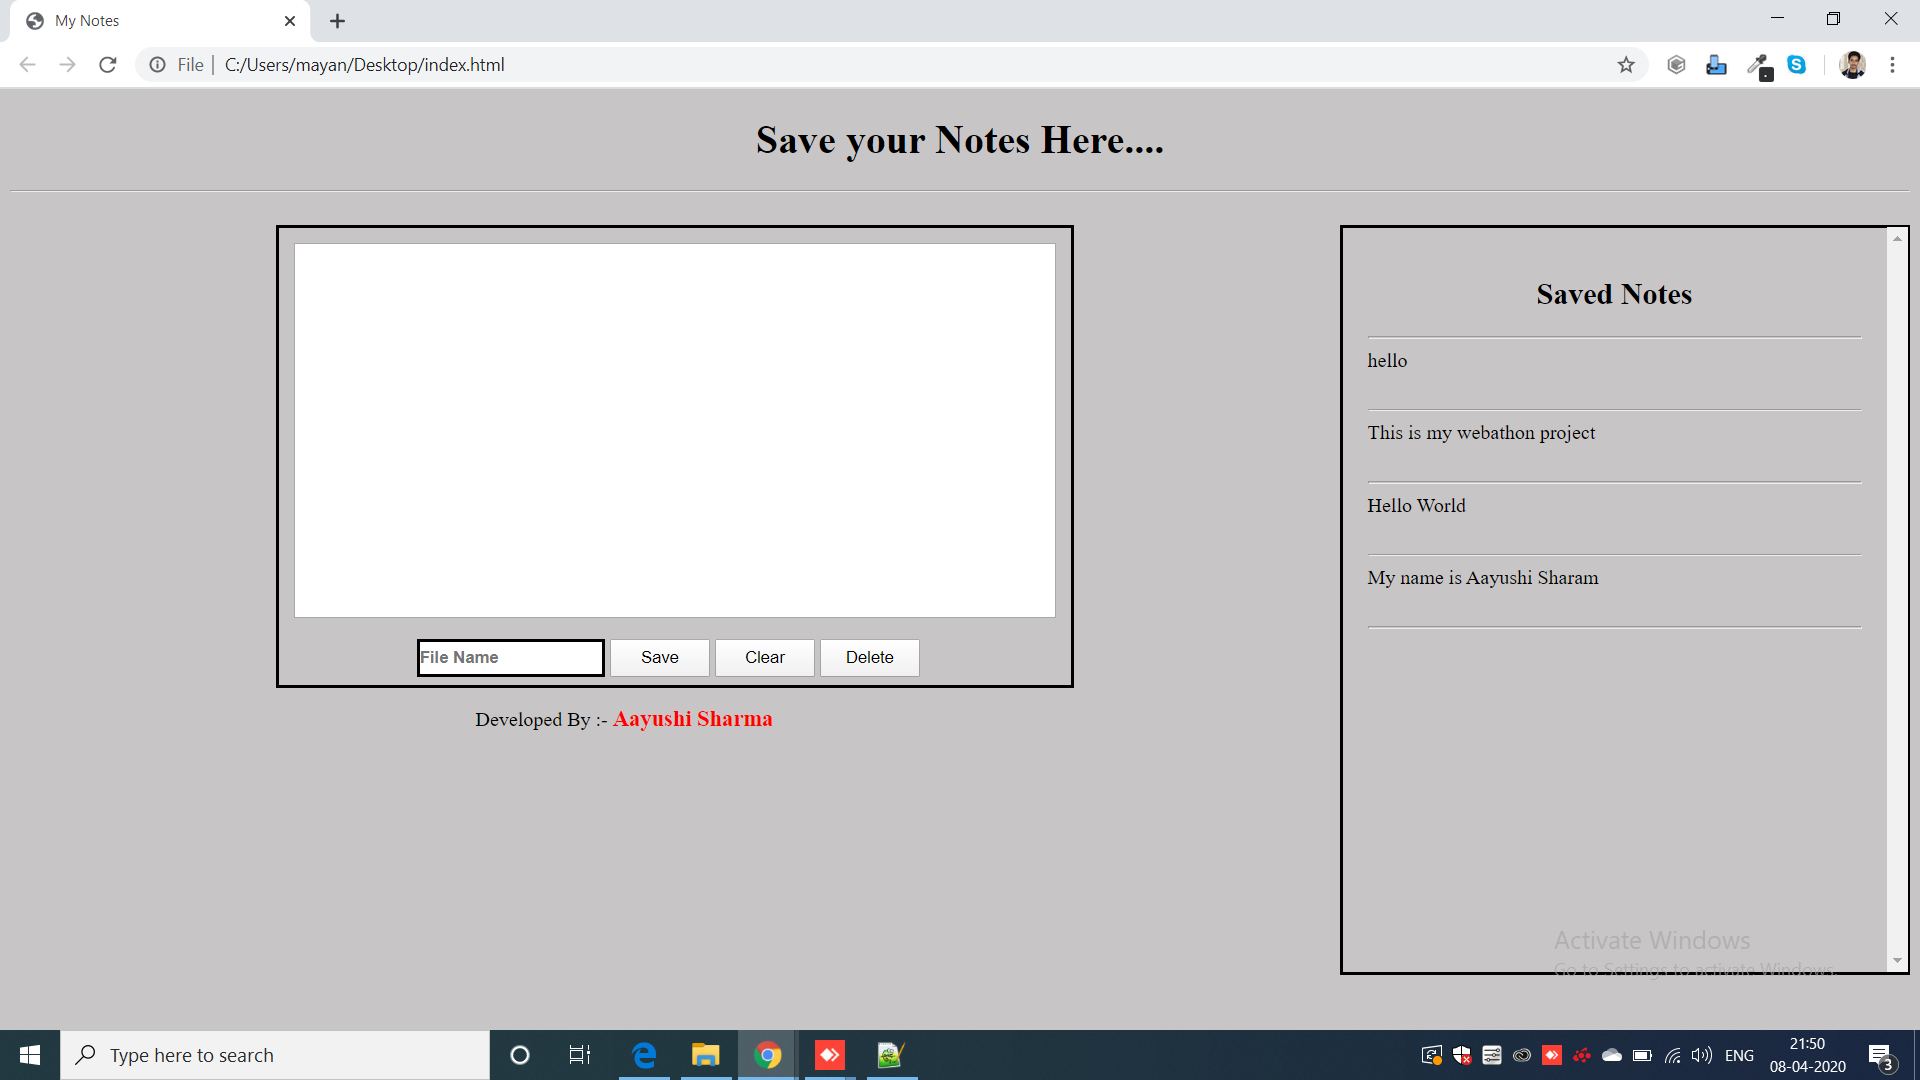 My Notes
File
C:/Users/mayan/Desktop/index.html
Save your Notes Here....
Saved Notes
hello
This is my webathon project
Hello World
My name is Aayushi Sharam
File Name
Save
Clear
Delete
Developed By :- Aayushi Sharma
Activate Windows
Go to Settings to activate Windows.
Type here to search
ENG
21:50
08-04-2020
3